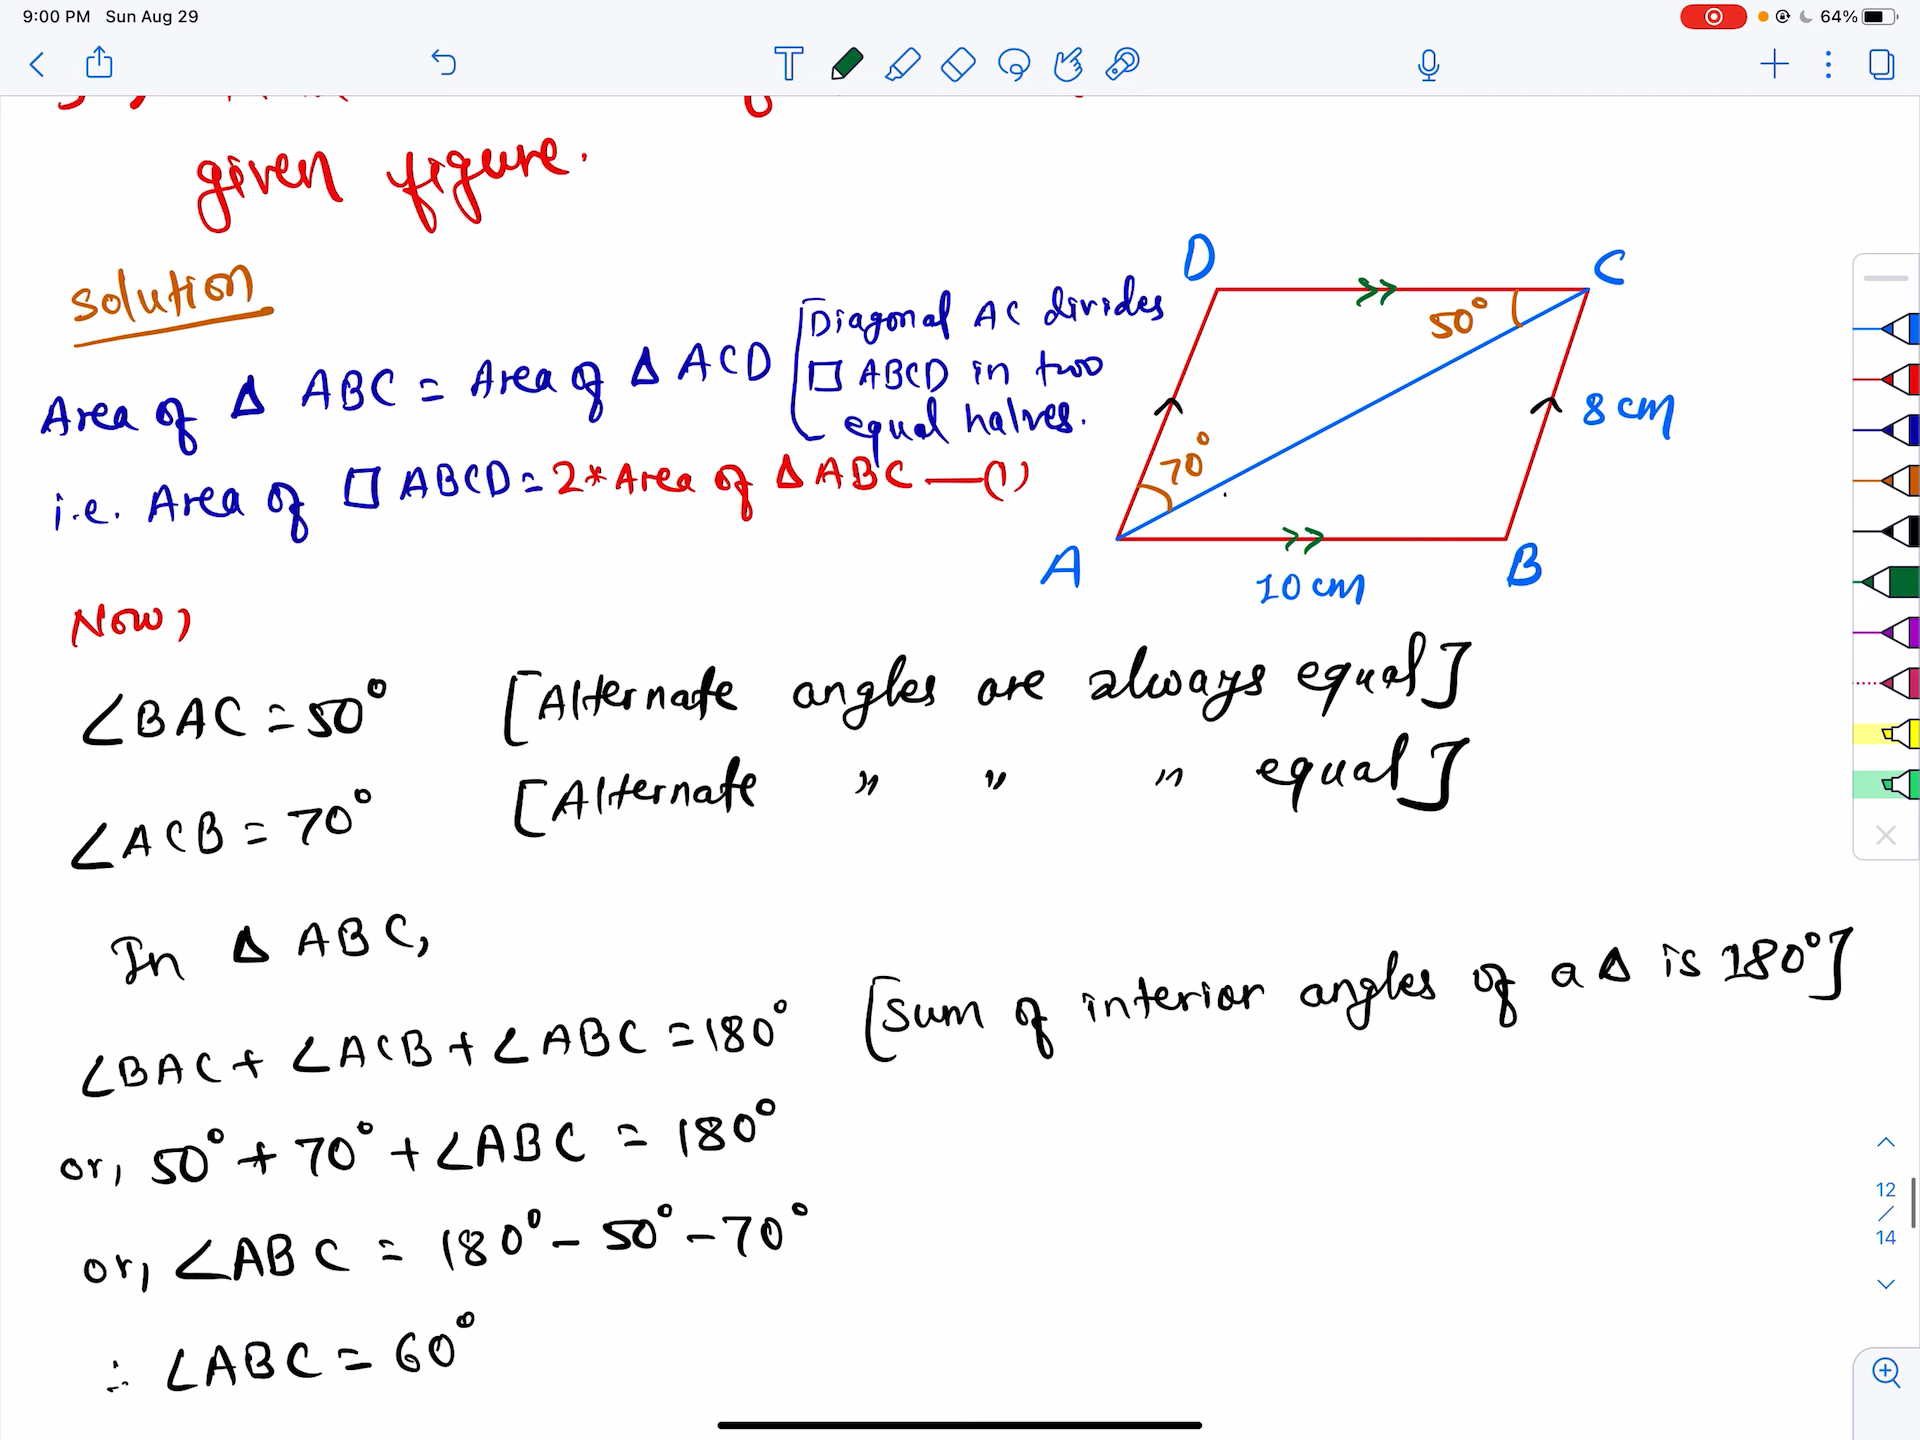 9:00 PM Sun Aug 29
64%
given figure.
Solution
Area of Δ ABC = Area of Δ ACD
[Diagonal AC divides
▱ ABCD in two
equal halves.
i.e. Area of ▱ ABCD = 2*Area of Δ ABC —(1)
D
C
50°
70°
8 cm
A
B
10 cm
Now,
∠BAC = 50° [Alternate angles are always equal]
∠ACB = 70° [Alternate " " " equal]
In Δ ABC,
∠BAC + ∠ACB + ∠ABC = 180° [Sum of interior angles of a Δ is 180°]
or, 50° + 70° + ∠ABC = 180°
or, ∠ABC = 180° - 50° - 70°
∴ ∠ABC = 60°
12
/
14